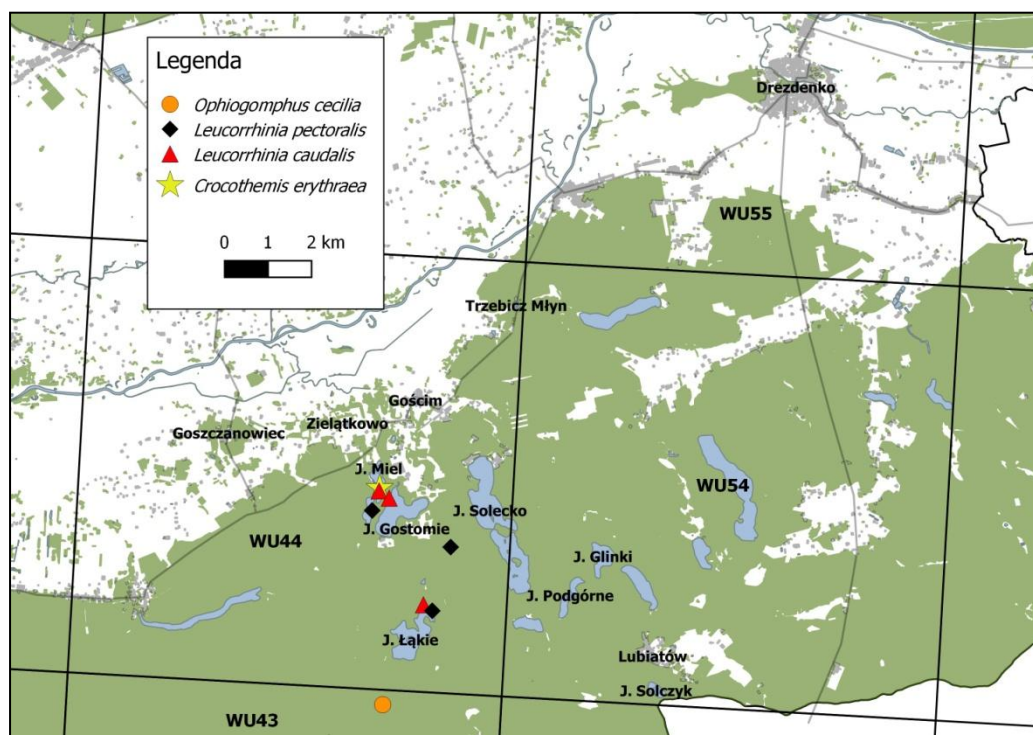 Legenda
Ophiogomphus cecilia
Leucorrhinia pectoralis
Leucorrhinia caudalis
Crocothemis erythraea
0 1 2 km
Drezdenko
WU55
Trzebicz Młyn
Gościm
Zielątkowo
Goszczanowiec
J. Miel
WU54
J. Solecko
J. Gostomie
WU44
J. Glinki
J. Podgórne
J. Łąkie
Lubiatów
J. Solczyk
WU43